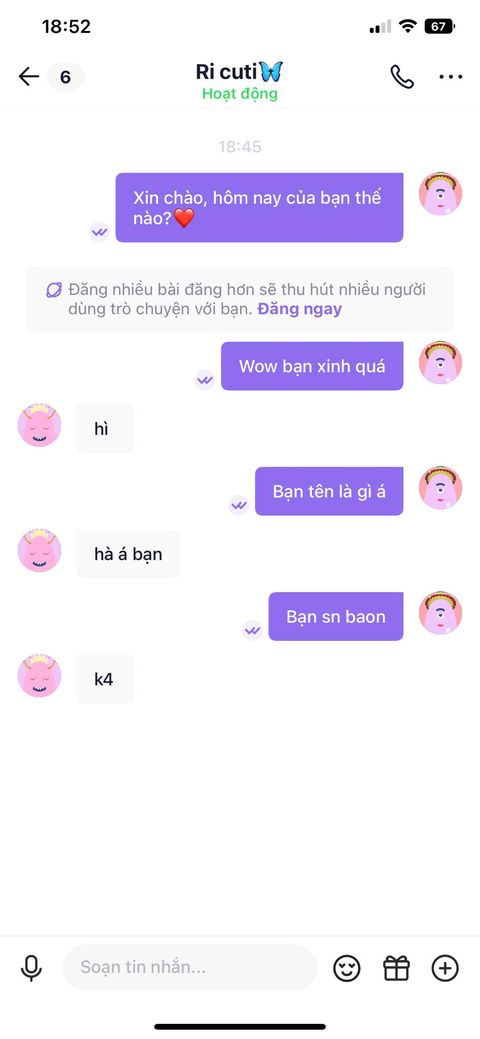 18:52
67
6
Ri cuti🦋
Hoạt động
18:45
Xin chào, hôm nay của bạn thế
nào?❤️
Đăng nhiều bài đăng hơn sẽ thu hút nhiều người
dùng trò chuyện với bạn. Đăng ngay
Wow bạn xinh quá
hì
Bạn tên là gì á
hà á bạn
Bạn sn baon
k4
Soạn tin nhắn...